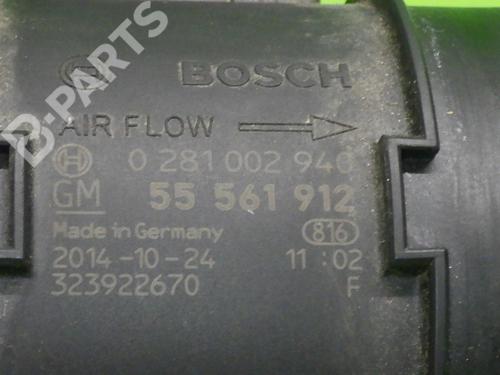 BOSCH
B-PARTS
AIR FLOW
0 281 002 940
GM 55 561 912
Made in Germany 816
2014-10-24 11:02
323922670 F